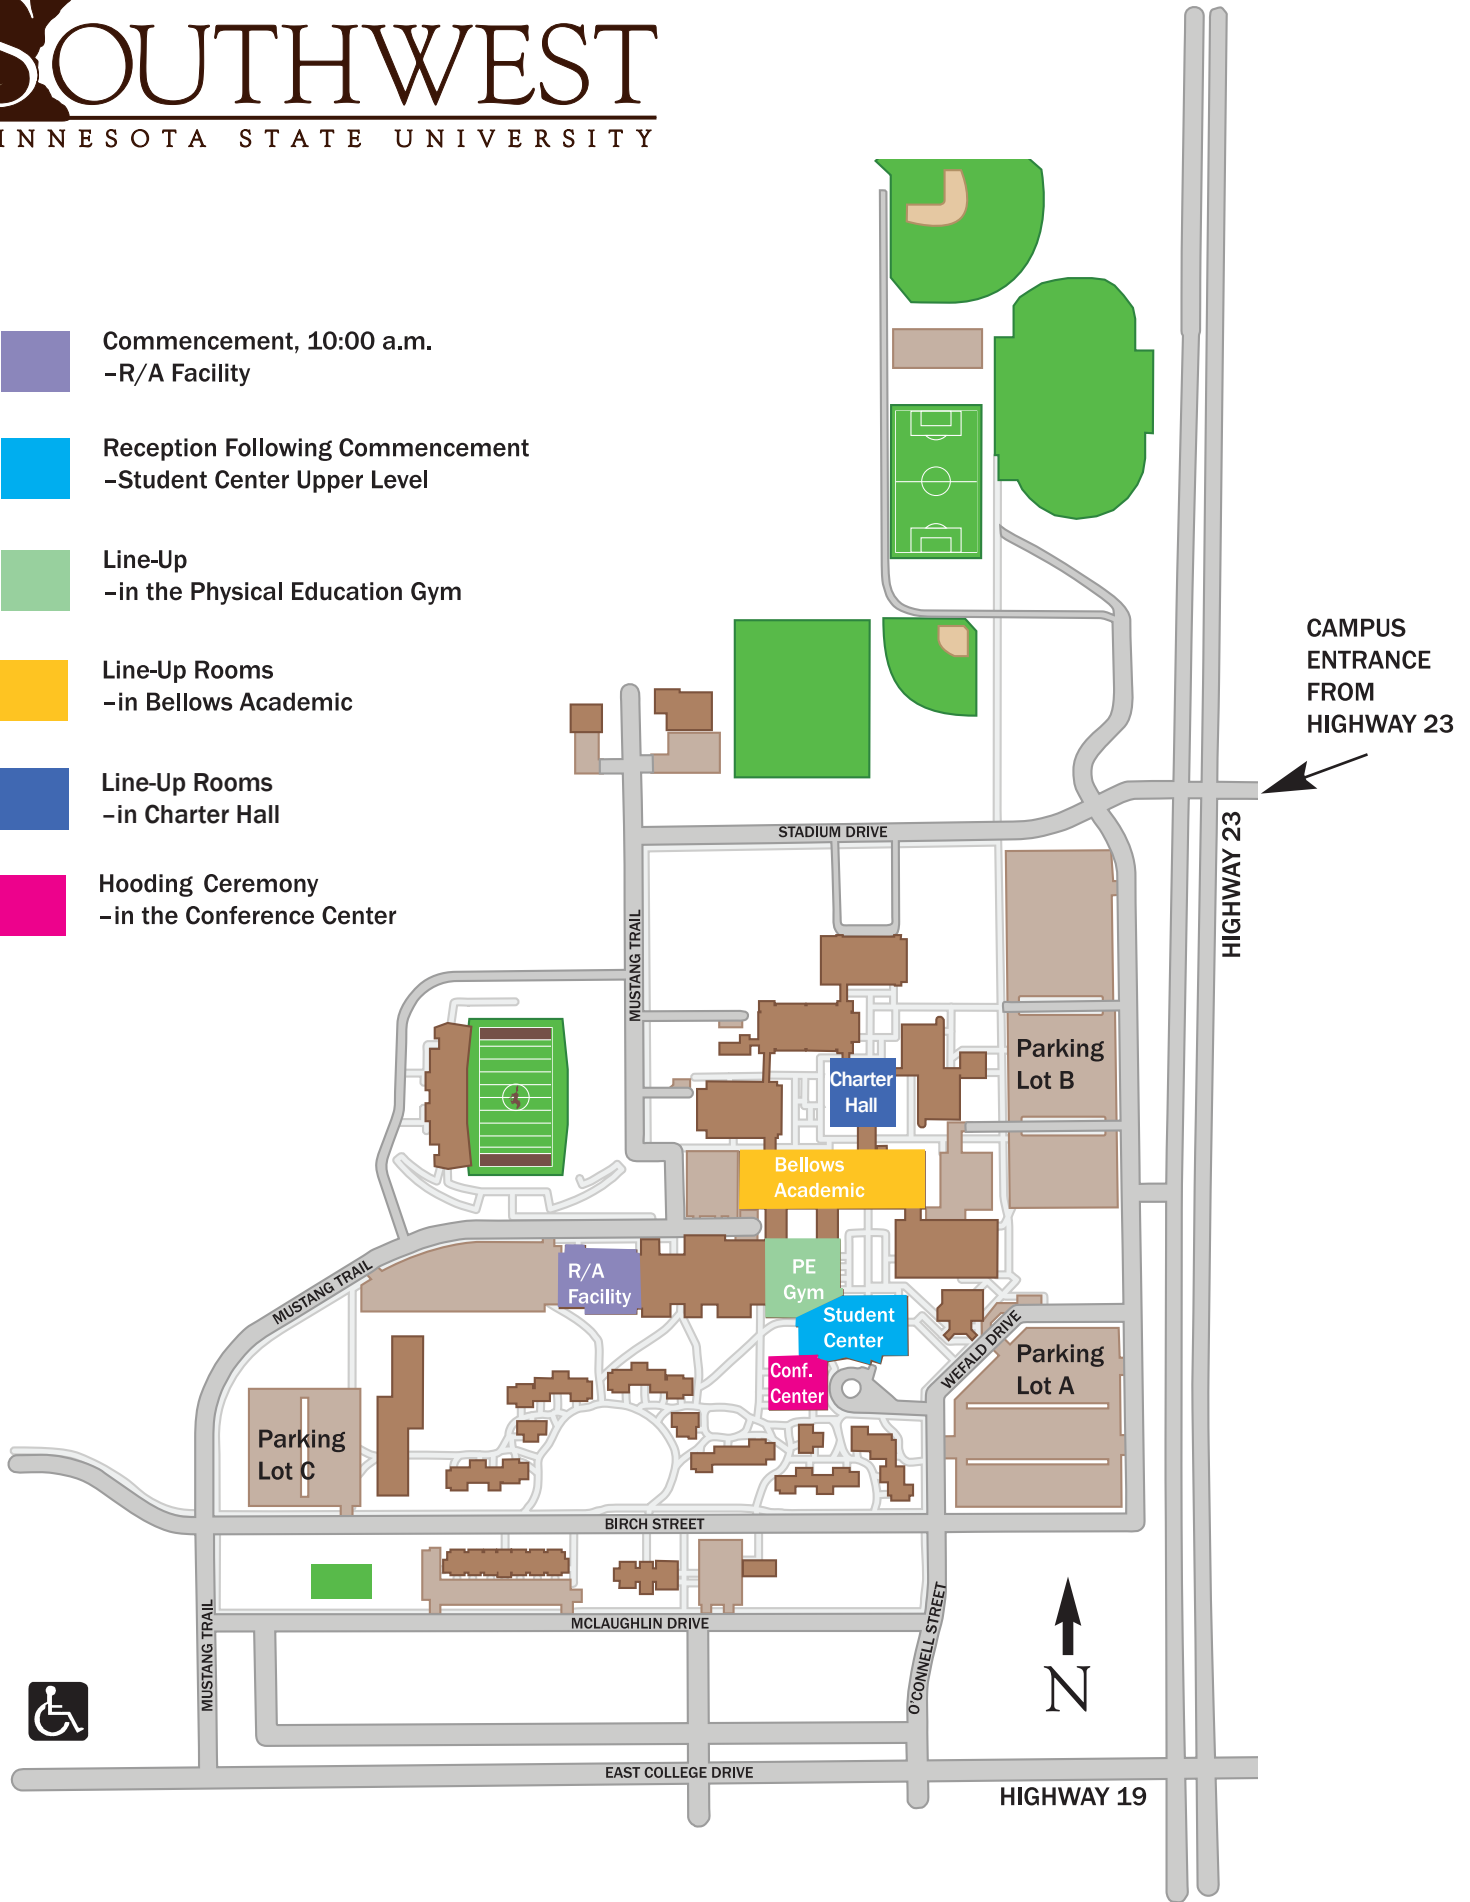 SOUTHWEST
INNESOTA STATE UNIVERSITY
Commencement, 10:00 a.m.
–R/A Facility
Reception Following Commencement
–Student Center Upper Level
Line-Up
–in the Physical Education Gym
Line-Up Rooms
–in Bellows Academic
Line-Up Rooms
–in Charter Hall
Hooding Ceremony
–in the Conference Center
CAMPUS
ENTRANCE
FROM
HIGHWAY 23
STADIUM DRIVE
HIGHWAY 23
MUSTANG TRAIL
Parking
Lot B
Charter
Hall
Bellows
Academic
MUSTANG TRAIL
R/A
Facility
PE
Gym
Student
Center
WEFALD DRIVE
Parking
Lot A
Conf.
Center
Parking
Lot C
BIRCH STREET
MUSTANG TRAIL
MCLAUGHLIN DRIVE
O'CONNELL STREET
N
EAST COLLEGE DRIVE
HIGHWAY 19